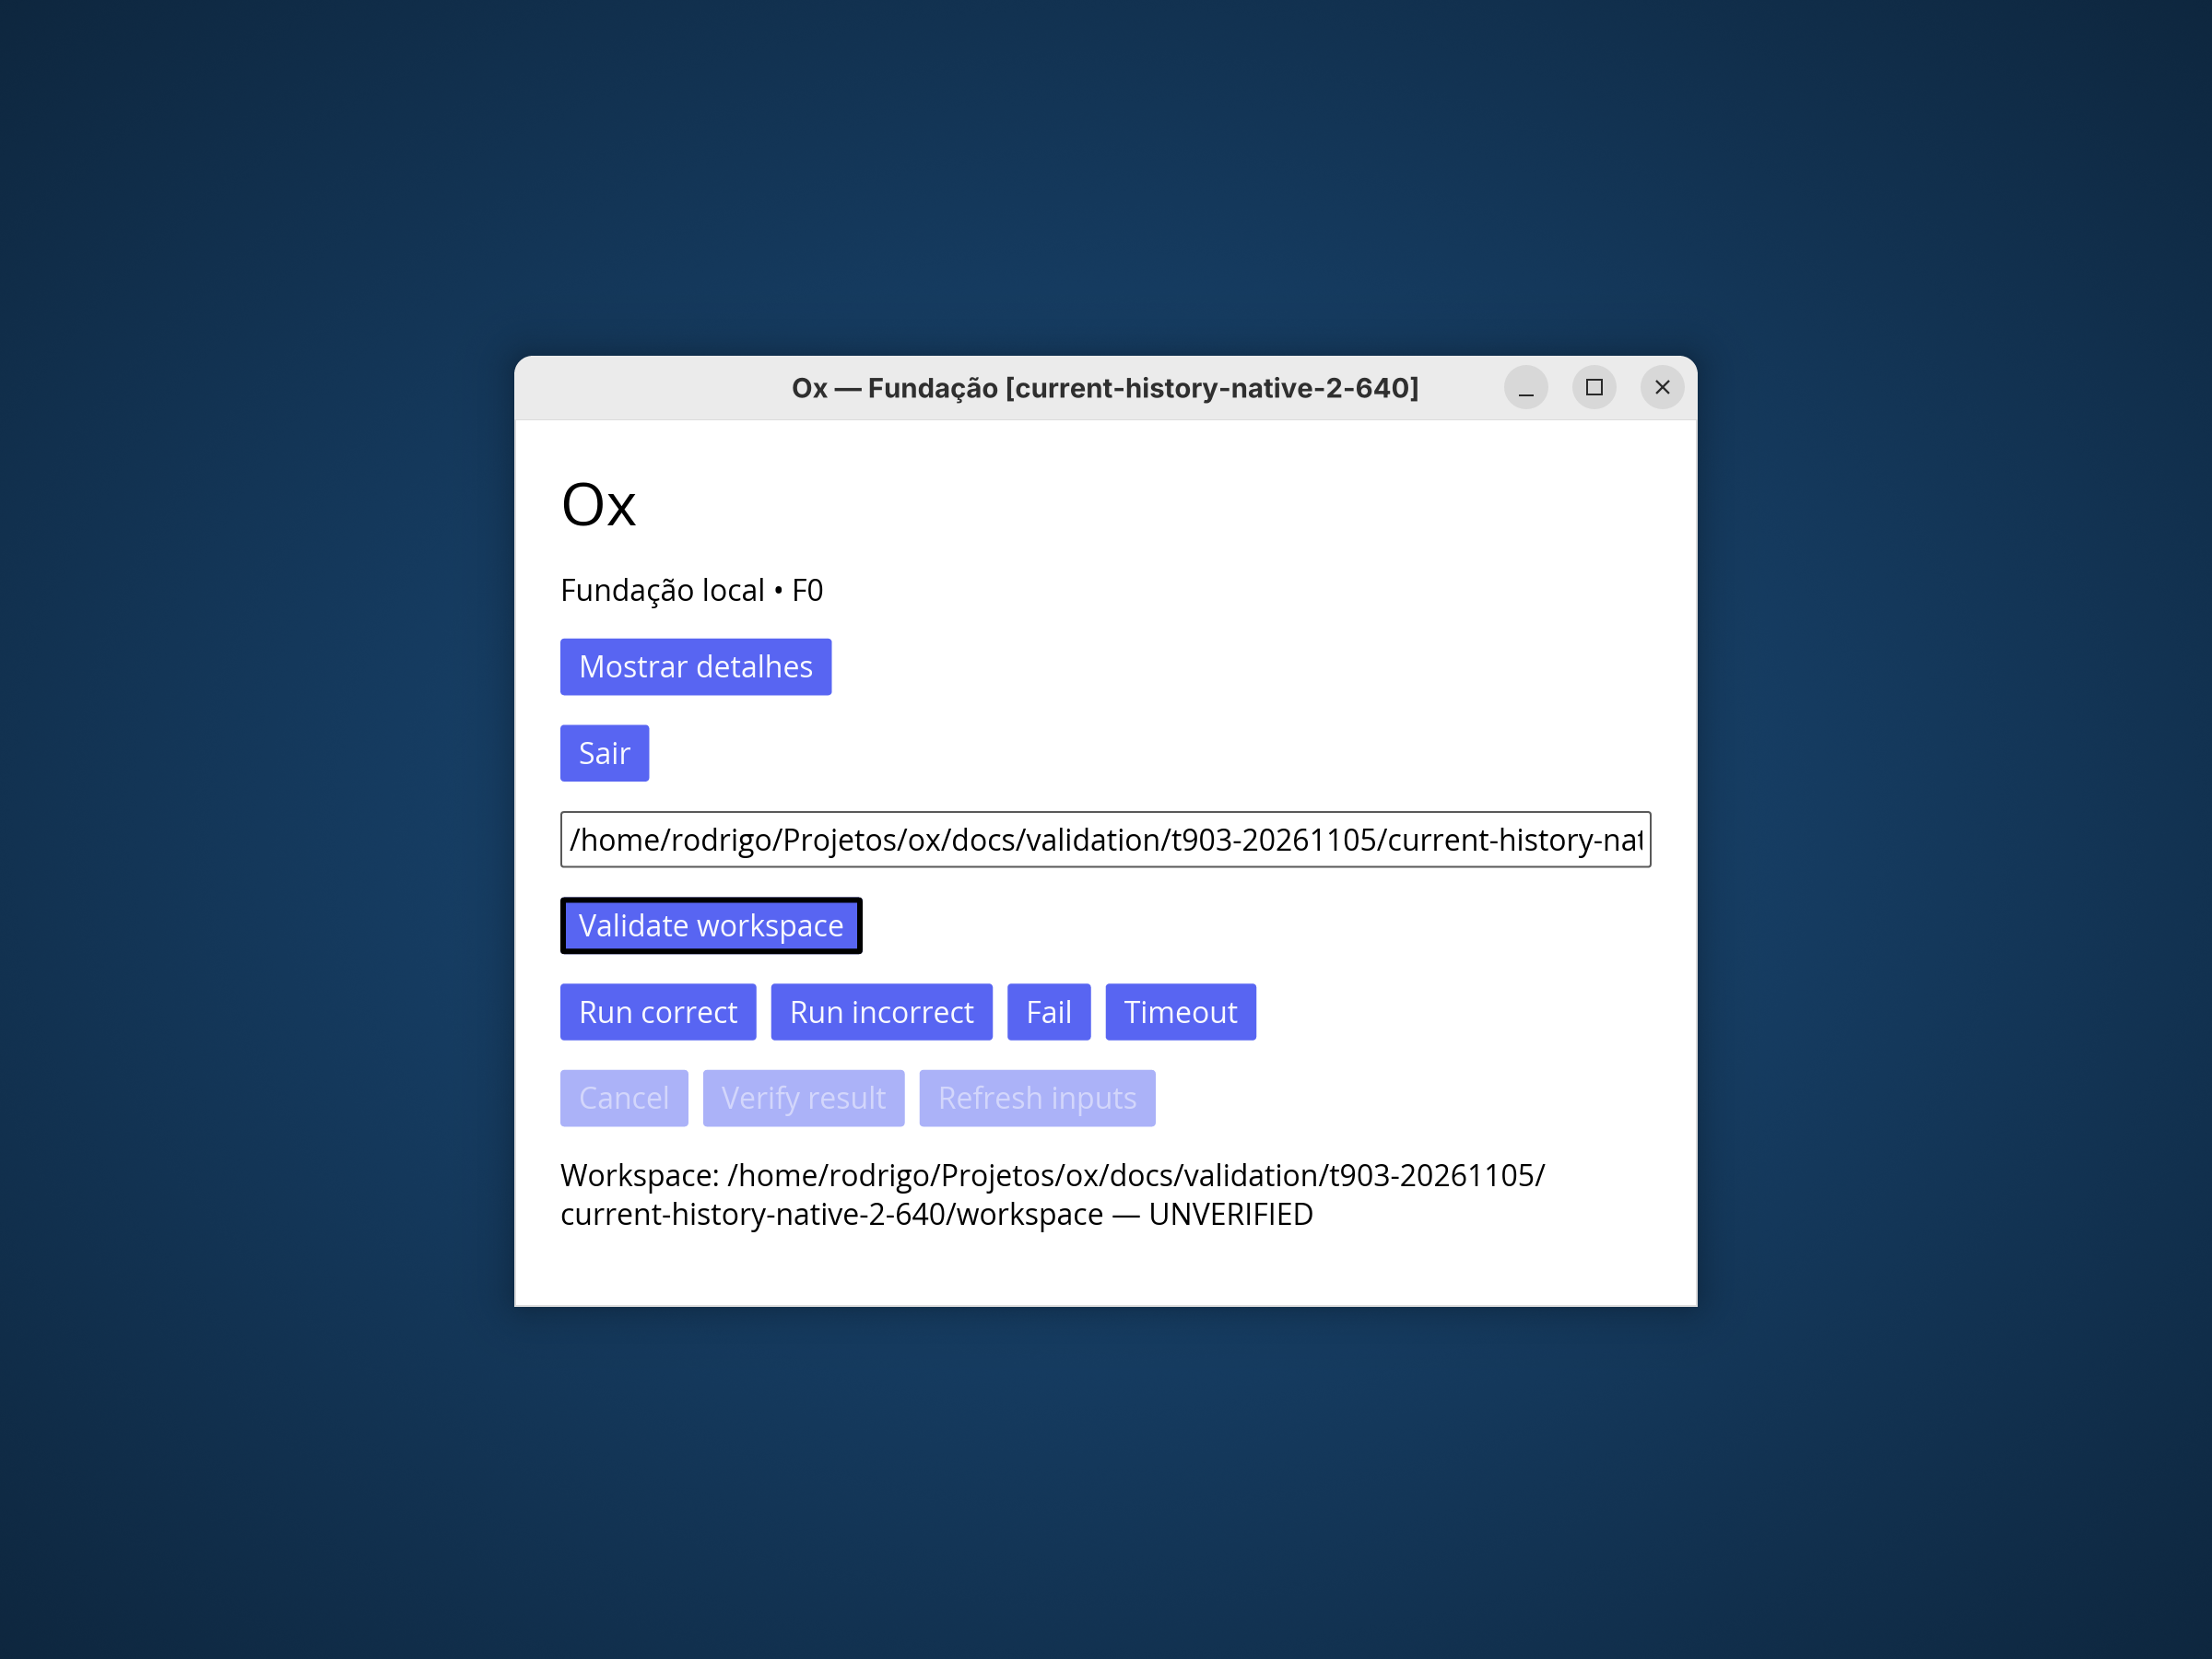 Ox — Fundação [current-history-native-2-640]
Ox
Fundação local • F0
Mostrar detalhes
Sair
/home/rodrigo/Projetos/ox/docs/validation/t903-20261105/current-history-nat
Validate workspace
Run correct Run incorrect Fail Timeout
Cancel Verify result Refresh inputs
Workspace: /home/rodrigo/Projetos/ox/docs/validation/t903-20261105/
current-history-native-2-640/workspace — UNVERIFIED